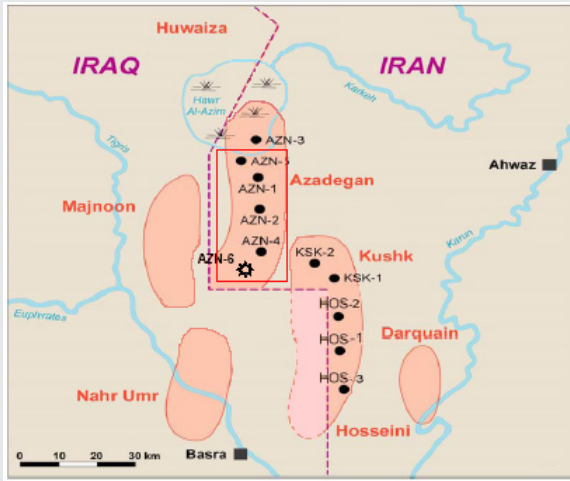 Huwaiza
IRAQ
IRAN
Hawr
Al-Azim
Karkeh
Tigris
AZN-3
AZN-5
Ahwaz
Azadegan
AZN-1
Majnoon
AZN-2
Karun
AZN-4
AZN-6
KSK-2
Kushk
KSK-1
Euphrates
HOS-2
Darquain
HOS-1
HOS-3
Nahr Umr
Hosseini
Basra
0 10 20 30 km